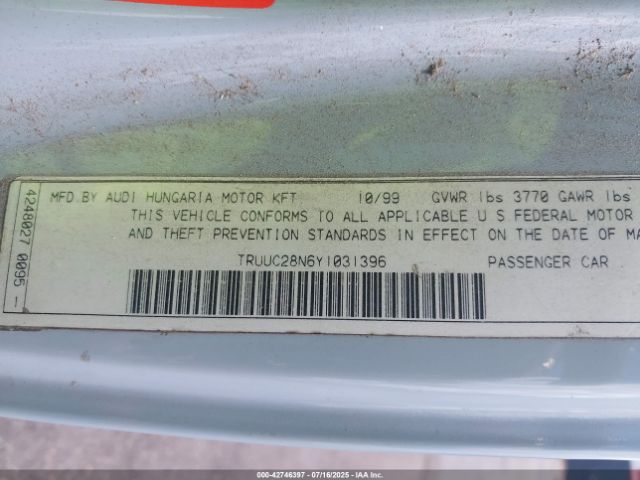 MFD.BY AUDI HUNGARIA MOTOR KFT 10/99 GVWR lbs 3770 GAWR lbs
THIS VEHICLE CONFORMS TO ALL APPLICABLE U S FEDERAL MOTOR
AND THEFT PREVENTION STANDARDS IN EFFECT ON THE DATE OF MA
TRUUC28N6Y1031396 PASSENGER CAR
4248027 0095 -
000-42746397 - 07/16/2025 - IAAC